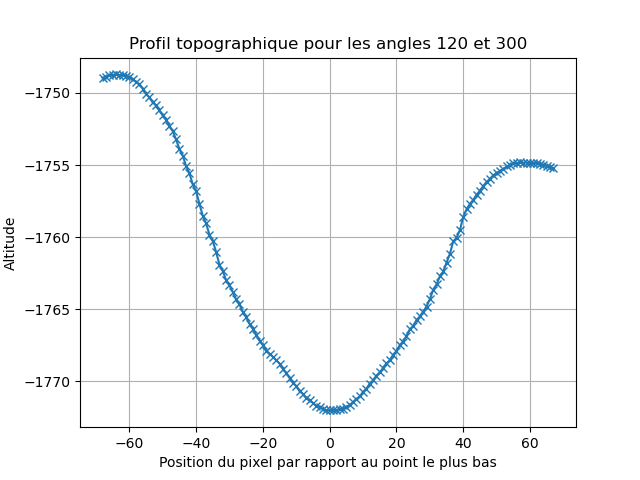 Profil topographique pour les angles 120 et 300
Altitude
−1750
−1755
−1760
−1765
−1770
−60 −40 −20 0 20 40 60
Position du pixel par rapport au point le plus bas